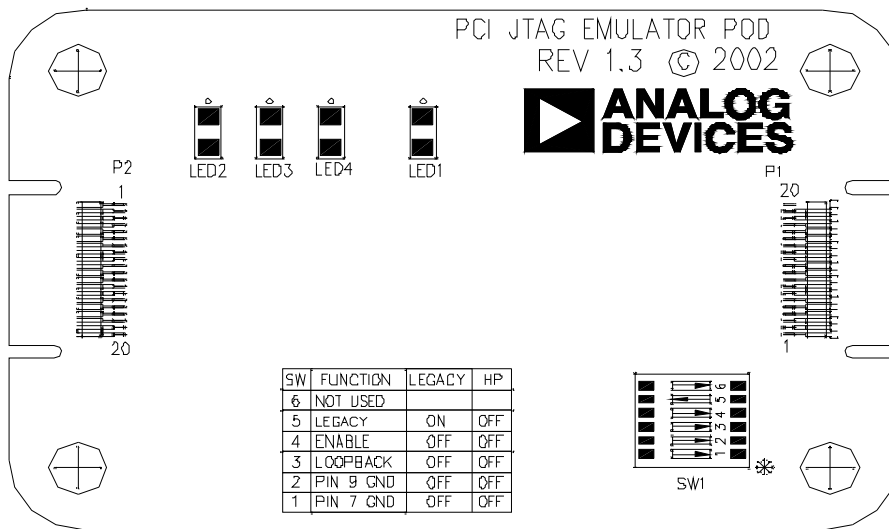 PCI JTAG EMULATOR POD
REV 1.3 © 2002
ANALOG
DEVICES
LED2 LED3 LED4 LED1
P2
1
20
P1
20
1
SW FUNCTION LEGACY HP
6 NOT USED
5 LEGACY ON OFF
4 ENABLE OFF OFF
3 LOOPBACK OFF OFF
2 PIN 9 GND OFF OFF
1 PIN 7 GND OFF OFF
6
5
4
3
2
1
SW1